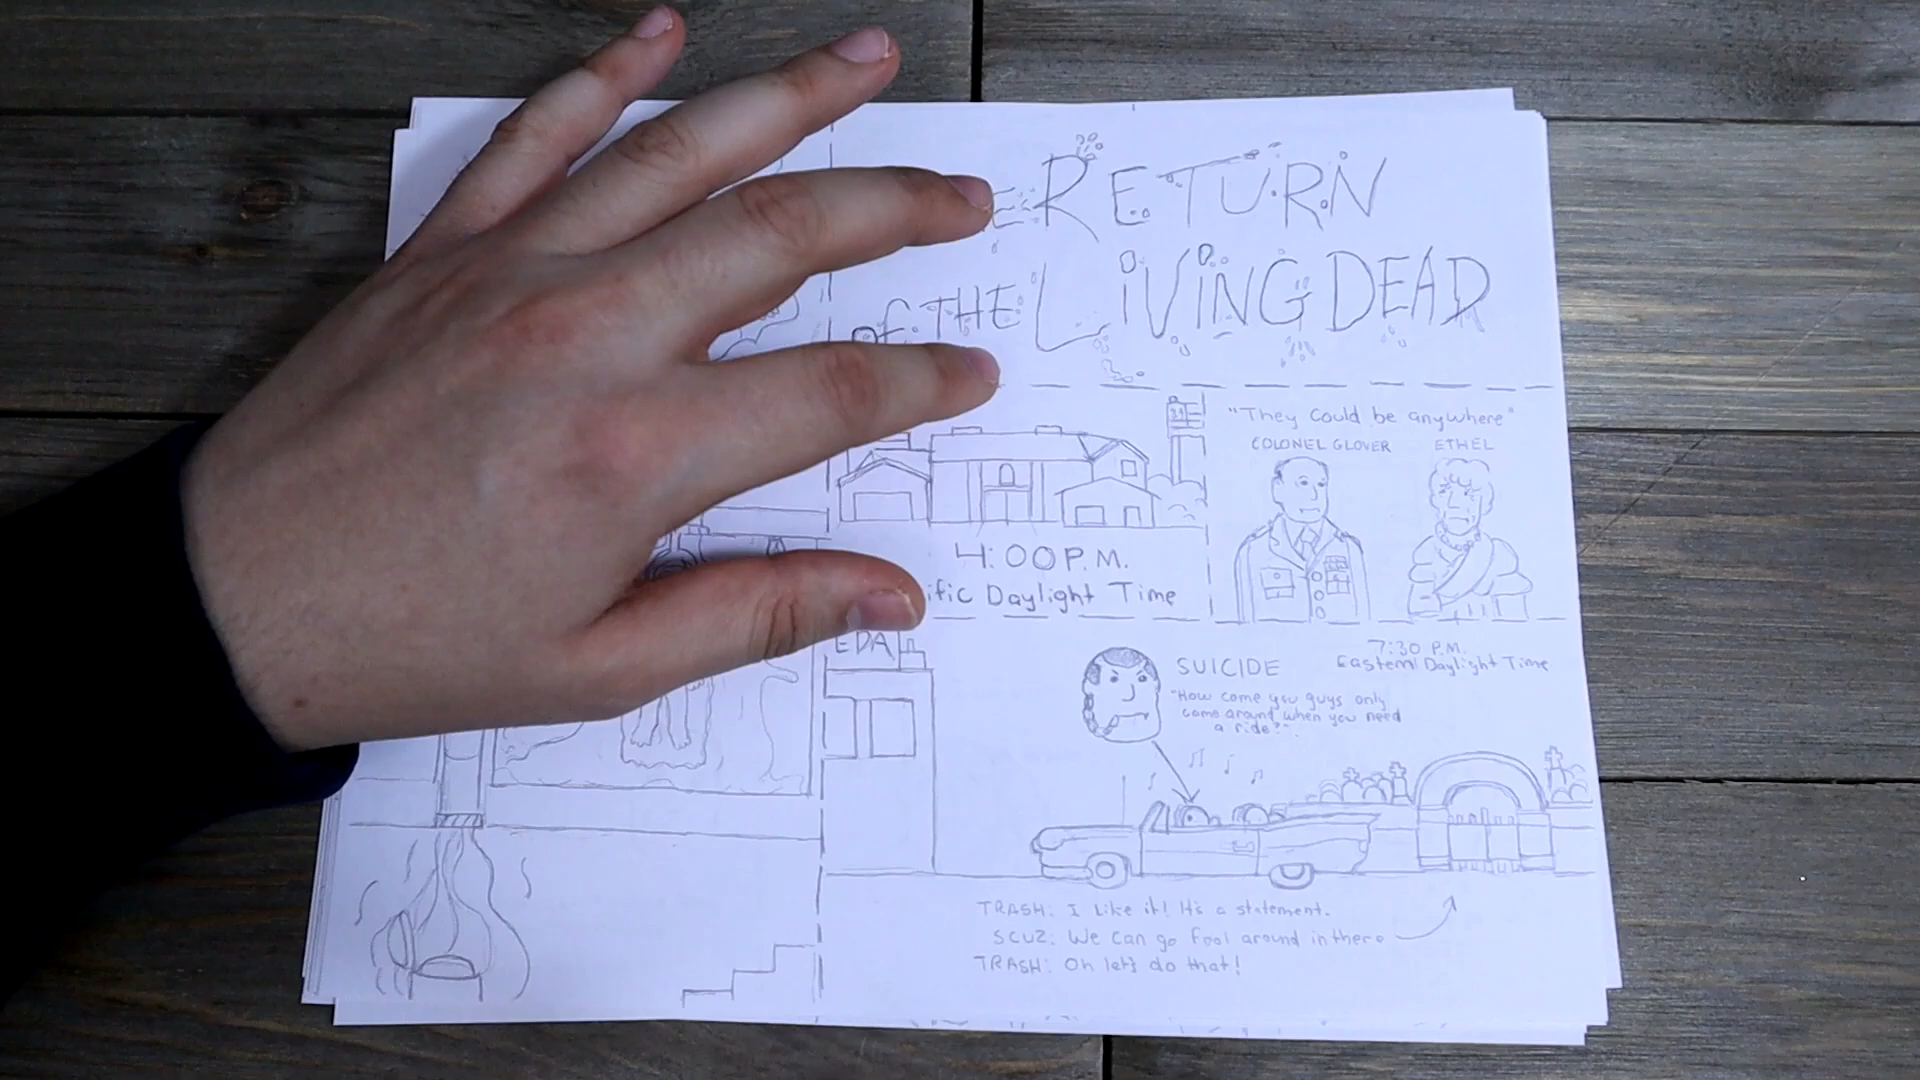 RETURN
OF THE LIVING DEAD
"They could be anywhere"
COLONEL GLOVER ETHEL
4:00 P.M.
ific Daylight Time
EDA
7:30 P.M.
Eastern Daylight Time
SUICIDE
"How come you guys only
come around when you need
a ride?"
TRASH: I like it! It's a statement.
SCUZ: We can go fool around in there
TRASH: Oh let's do that!